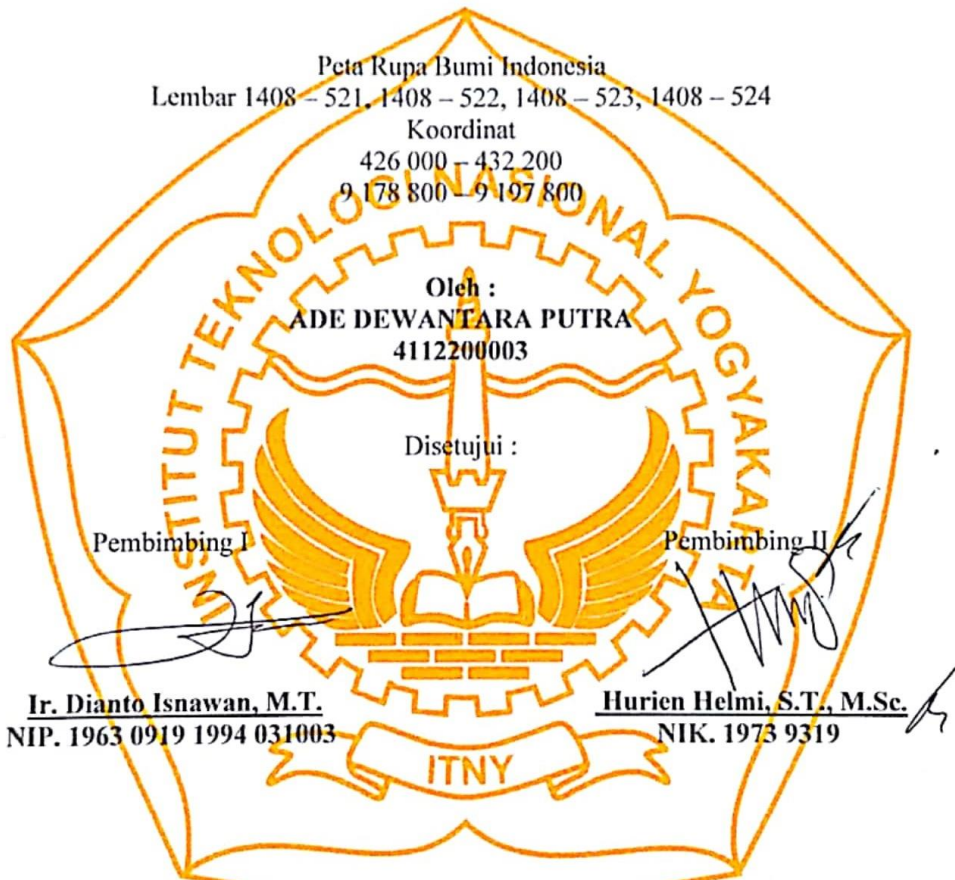 Peta Rupa Bumi Indonesia
Lembar 1408 – 521, 1408 – 522, 1408 – 523, 1408 – 524
Koordinat
426 000 – 432 200
9 178 800 – 9 197 800
INSTITUT TEKNOLOGI NASIONAL YOGYAKARTA
Oleh :
ADE DEWANTARA PUTRA
4112200003
Disetujui :
Pembimbing I Pembimbing II
Ir. Dianto Isnawan, M.T. Hurien Helmi, S.T., M.Sc.
NIP. 1963 0919 1994 031003 NIK. 1973 9319
ITNY